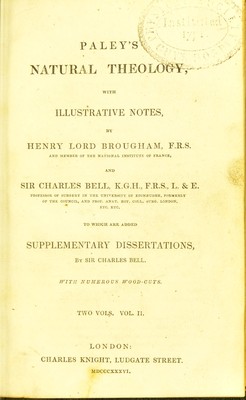 PALEY'S
NATURAL THEOLOGY,
WITH
ILLUSTRATIVE NOTES,
BY
HENRY LORD BROUGHAM, F.R.S.
AND MEMBER OF THE NATIONAL INSTITUTE OF FRANCE,
AND
SIR CHARLES BELL, K.G.H., F.R.S., L. & E.
PROFESSOR OF SURGERY IN THE UNIVERSITY OF EDINBURGH, FORMERLY
OF THE COUNCIL, AND PROF. ANAT. ROY. COLL. SURG. LONDON,
ETC. ETC.
TO WHICH ARE ADDED
SUPPLEMENTARY DISSERTATIONS,
BY SIR CHARLES BELL.
WITH NUMEROUS WOOD-CUTS.
TWO VOLS. VOL. II.
LONDON:
CHARLES KNIGHT, LUDGATE STREET.
MDCCCXXXVI.